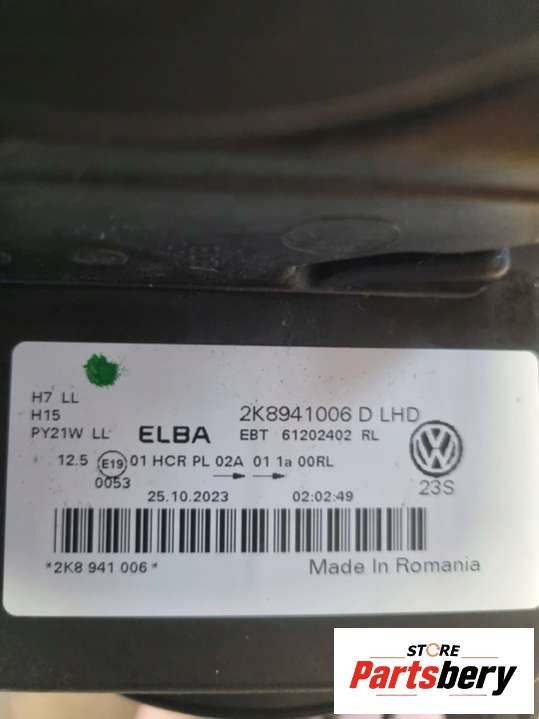 H7 LL
H15
PY21W LL
ELBA
2K8941006 D LHD
EBT 61202402 RL
12.5 E19 01 HCR PL 02A 01 1a 00RL
0053
23S
25.10.2023 02:02:49
*2K8 941 006*
Made In Romania
STORE
Partsbery